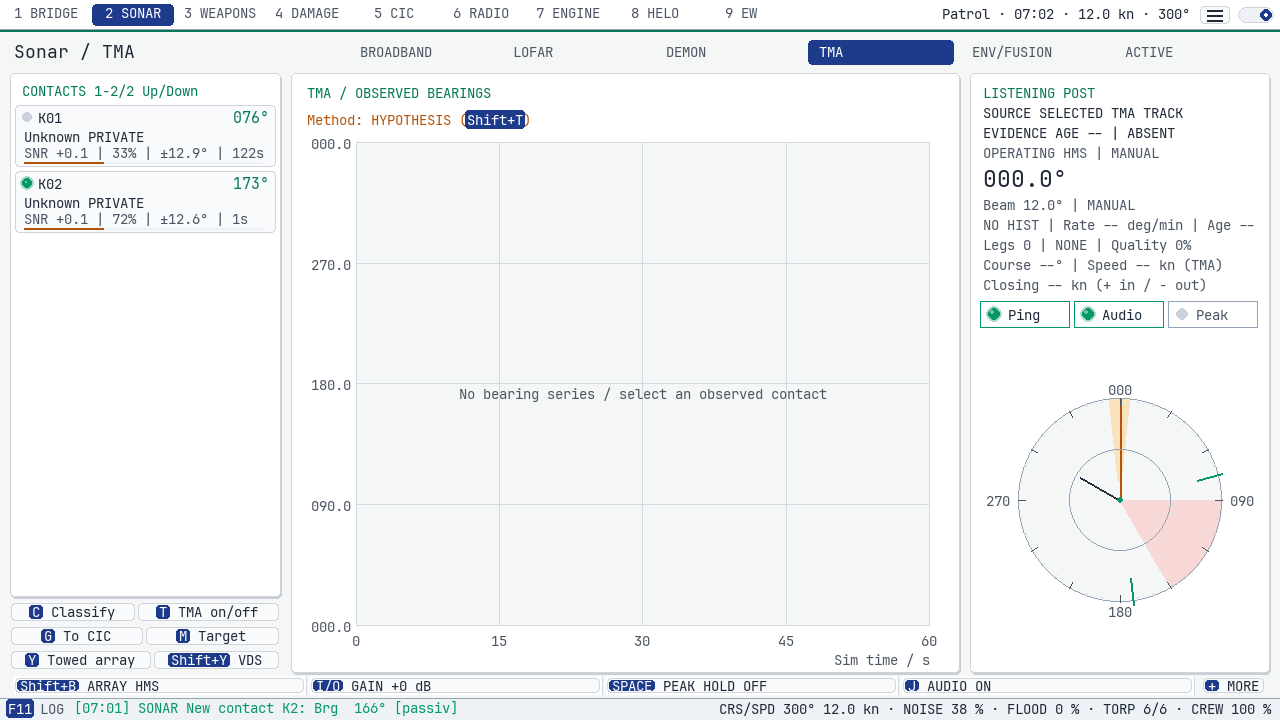 1 BRIDGE 2 SONAR 3 WEAPONS 4 DAMAGE 5 CIC 6 RADIO 7 ENGINE 8 HELO 9 EW Patrol · 07:02 · 12.0 kn · 300°
Sonar / TMA BROADBAND LOFAR DEMON TMA ENV/FUSION ACTIVE
CONTACTS 1-2/2 Up/Down
K01 076°
Unknown PRIVATE
SNR +0.1 | 33% | ±12.9° | 122s
K02 173°
Unknown PRIVATE
SNR +0.1 | 72% | ±12.6° | 1s
C Classify T TMA on/off
G To CIC M Target
Y Towed array Shift+Y VDS
TMA / OBSERVED BEARINGS
Method: HYPOTHESIS (Shift+T)
000.0
270.0
180.0
No bearing series / select an observed contact
090.0
000.0
0 15 30 45 60
Sim time / s
LISTENING POST
SOURCE SELECTED TMA TRACK
EVIDENCE AGE -- | ABSENT
OPERATING HMS | MANUAL
000.0°
Beam 12.0° | MANUAL
NO HIST | Rate -- deg/min | Age --
Legs 0 | NONE | Quality 0%
Course --° | Speed -- kn (TMA)
Closing -- kn (+ in / - out)
Ping Audio Peak
000
270 090
180
Shift+B ARRAY HMS I/O GAIN +0 dB SPACE PEAK HOLD OFF J AUDIO ON + MORE
F11 LOG [07:01] SONAR New contact K2: Brg 166° [passiv] CRS/SPD 300° 12.0 kn · NOISE 38 % · FLOOD 0 % · TORP 6/6 · CREW 100 %